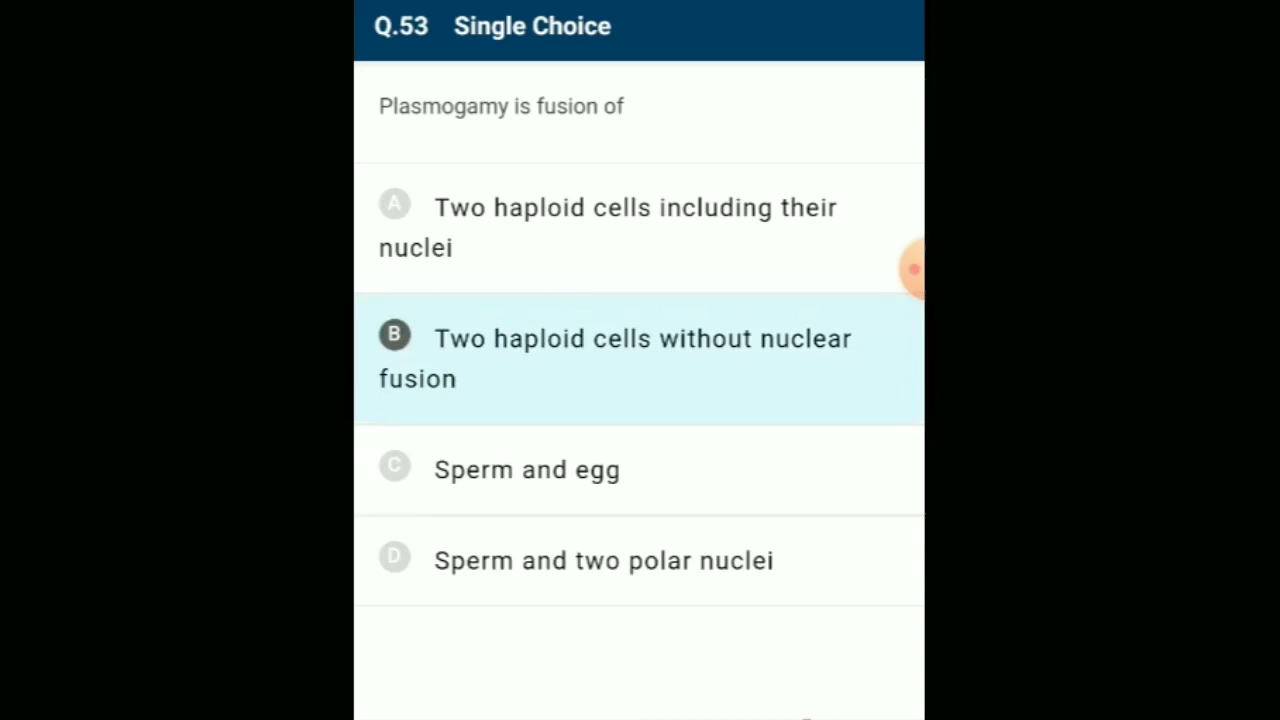 Q.53 Single Choice
Plasmogamy is fusion of
A Two haploid cells including their
nuclei
B Two haploid cells without nuclear
fusion
C Sperm and egg
D Sperm and two polar nuclei